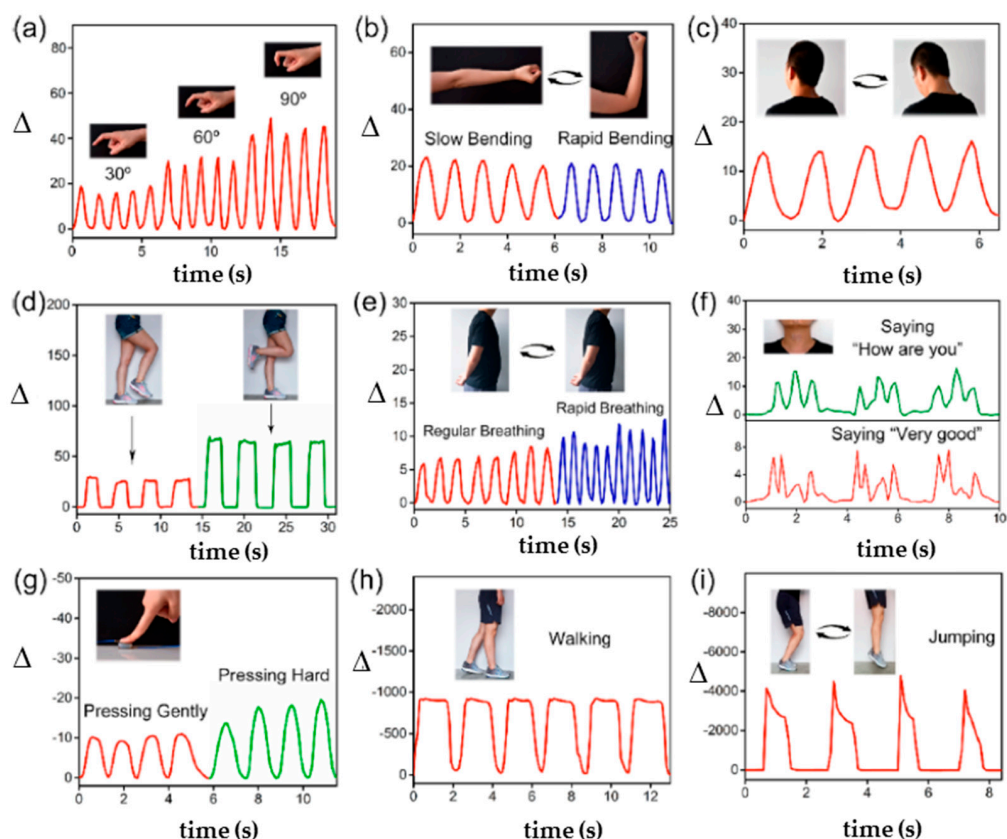 (a)
80
60
40
20
0
Δ
30º
60º
90º
0 5 10 15
time (s)
(b)
60
40
20
0
Δ
Slow Bending
Rapid Bending
0 2 4 6 8 10
time (s)
(c)
40
30
20
10
0
Δ
0 2 4 6
time (s)
(d)
200
150
100
50
0
Δ
0 5 10 15 20 25 30
time (s)
(e)
30
25
20
15
10
5
0
Δ
Regular Breathing
Rapid Breathing
0 5 10 15 20 25
time (s)
(f)
40
30
20
10
0
Δ
Saying
"How are you"
Saying “Very good”
8
4
0
0 2 4 6 8 10
time (s)
(g)
-50
-40
-30
-20
-10
0
Δ
Pressing Gently
Pressing Hard
0 2 4 6 8 10
time (s)
(h)
-2000
-1500
-1000
-500
0
Δ
Walking
0 2 4 6 8 10 12
time (s)
(i)
-8000
-6000
-4000
-2000
0
Δ
Jumping
0 2 4 6 8
time (s)